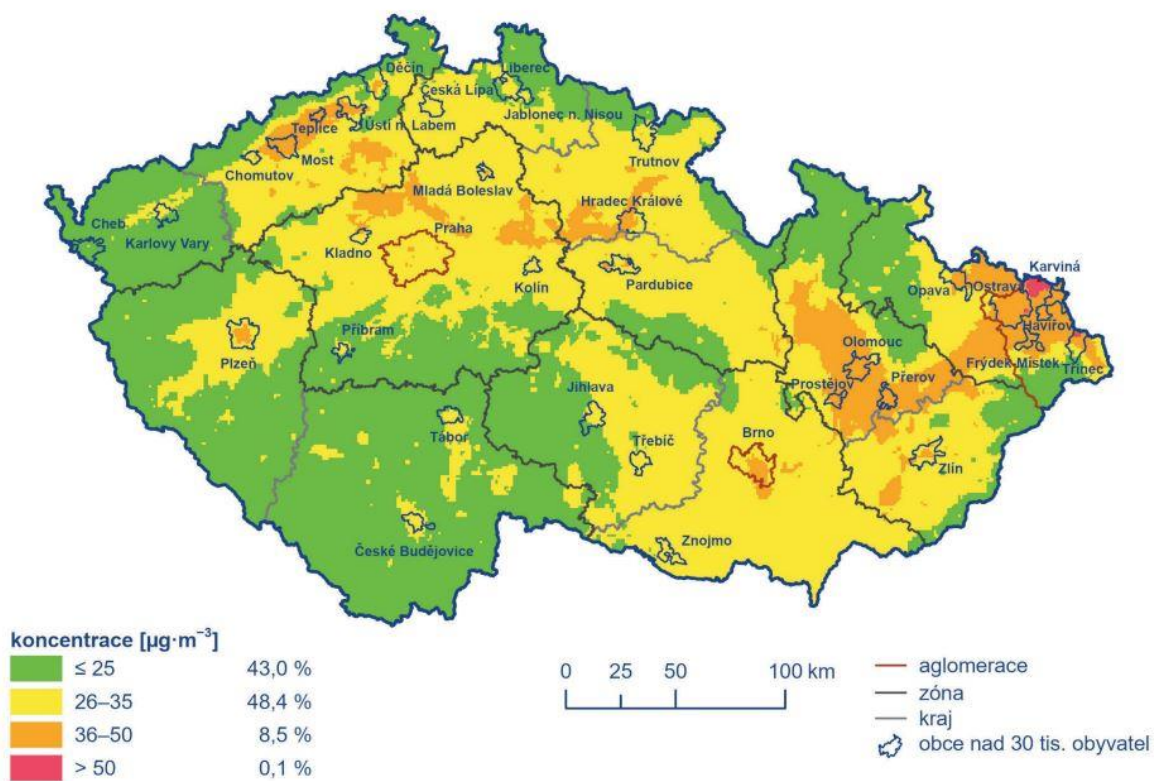 Děčín
Liberec
Česká Lípa
Teplice
Ústí n. Labem
Jablonec n. Nisou
Most
Trutnov
Chomutov
Mladá Boleslav
Hradec Králové
Cheb
Karlovy Vary
Praha
Kladno
Karviná
Kolín
Pardubice
Opava
Ostrava
Havířov
Příbram
Olomouc
Plzeň
Frýdek-Místek
Třinec
Jihlava
Prostějov
Přerov
Tábor
Třebíč
Brno
Zlín
České Budějovice
Znojmo
koncentrace [µg·m⁻³]
≤ 25 43,0 %
26–35 48,4 %
36–50 8,5 %
> 50 0,1 %
0 25 50 100 km
aglomerace
zóna
kraj
obce nad 30 tis. obyvatel